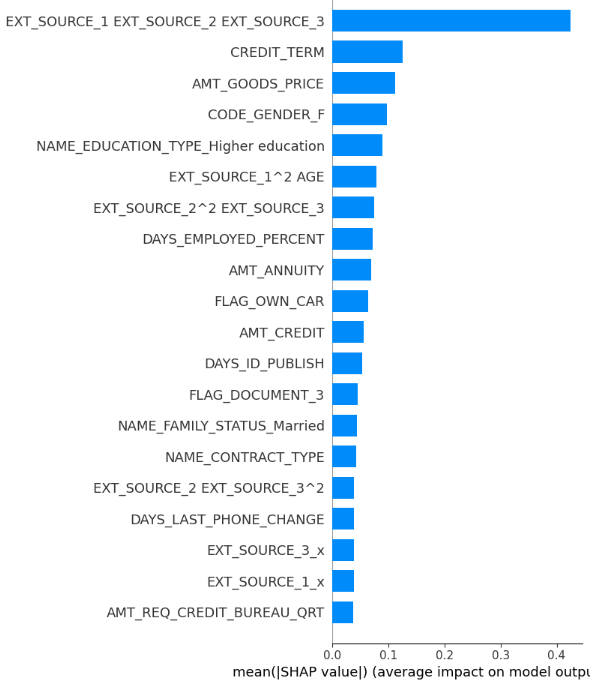 EXT_SOURCE_1 EXT_SOURCE_2 EXT_SOURCE_3
CREDIT_TERM
AMT_GOODS_PRICE
CODE_GENDER_F
NAME_EDUCATION_TYPE_Higher education
EXT_SOURCE_1^2 AGE
EXT_SOURCE_2^2 EXT_SOURCE_3
DAYS_EMPLOYED_PERCENT
AMT_ANNUITY
FLAG_OWN_CAR
AMT_CREDIT
DAYS_ID_PUBLISH
FLAG_DOCUMENT_3
NAME_FAMILY_STATUS_Married
NAME_CONTRACT_TYPE
EXT_SOURCE_2 EXT_SOURCE_3^2
DAYS_LAST_PHONE_CHANGE
EXT_SOURCE_3_x
EXT_SOURCE_1_x
AMT_REQ_CREDIT_BUREAU_QRT
0.0 0.1 0.2 0.3 0.4
mean(|SHAP value|) (average impact on model outpu